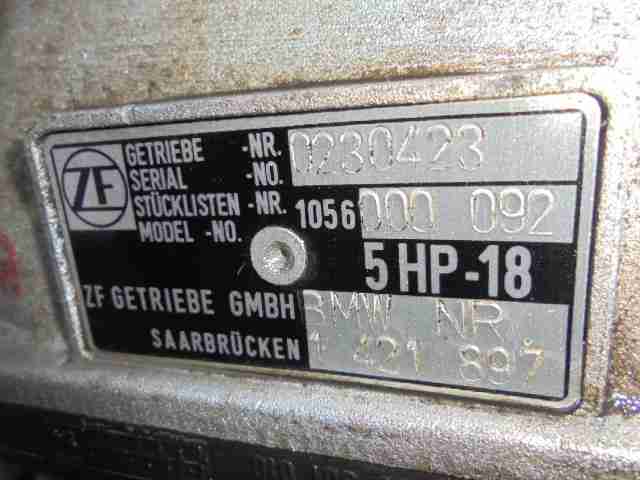 ZF
GETRIEBE -NR. 0230423
SERIAL -NO.
STÜCKLISTEN -NR. 1056 000 092
MODEL -NO.
5 HP-18
ZF GETRIEBE GMBH BMW NR
SAARBRÜCKEN 1 421 897